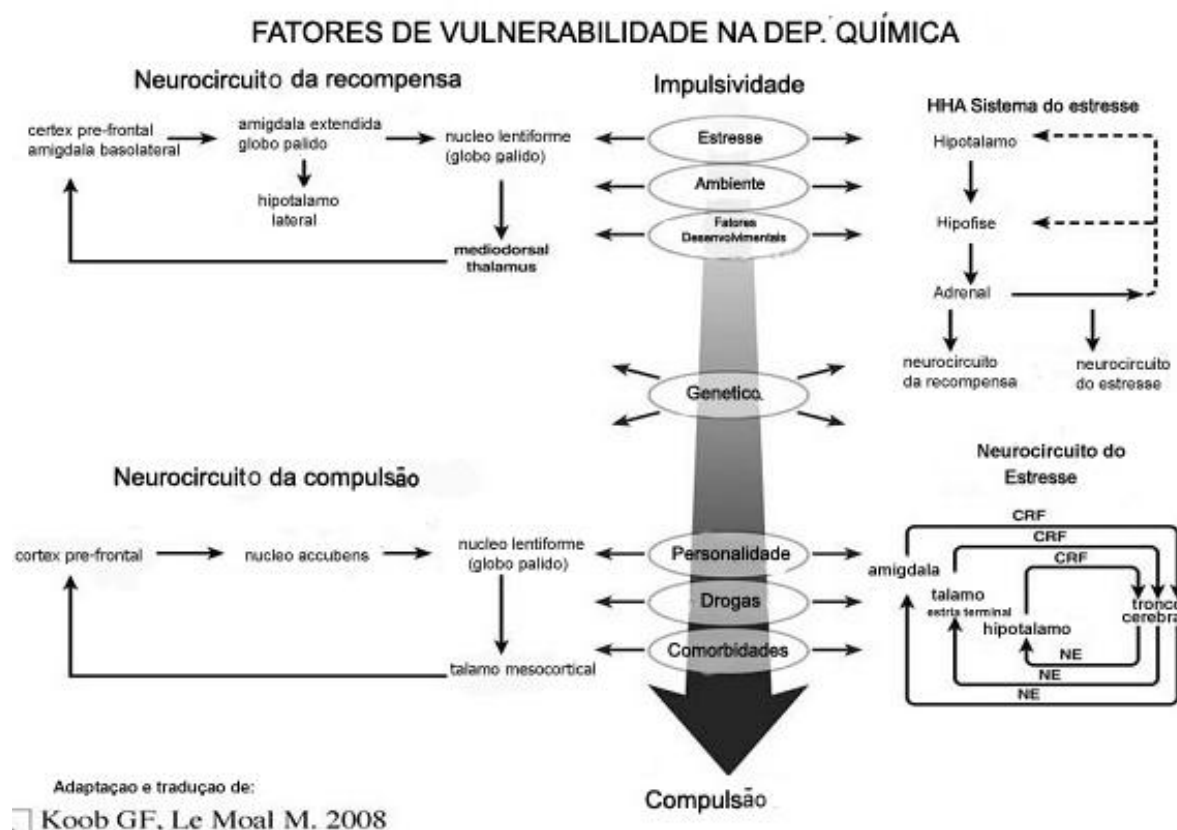 FATORES DE VULNERABILIDADE NA DEP. QUÍMICA
Neurocircuito da recompensa
certex pre-frontal
amigdala basolateral
amigdala extendida
globo palido
nucleo lentiforme
(globo palido)
hipotalamo
lateral
mediodorsal
thalamus
Impulsividade
Estresse
Ambiente
Fatores
Desenvolvimentais
Genetico.
Personalidade
Drogas
Comorbidades
Compulsão
HHA Sistema do estresse
Hipotalamo
Hipofise
Adrenal
neurocircuito
da recompensa
neurocircuito
do estresse
Neurocircuito da compulsão
cortex pre-frontal
nucleo accubens
nucleo lentiforme
(globo palido)
talamo mesocortical
Neurocircuito do
Estresse
CRF
CRF
CRF
amigdala
talamo
estria terminal
hipotalamo
tronco
cerebra
NE
NE
NE
Adaptaçao e traduçao de:
Koob GF, Le Moal M. 2008